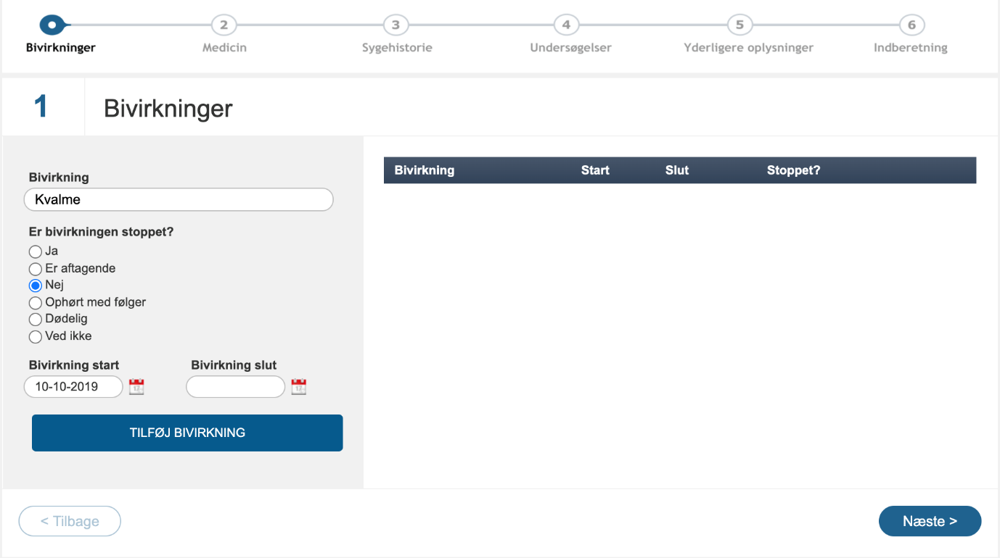 2 3 4 5 6
Bivirkninger Medicin Sygehistorie Undersøgelser Yderligere oplysninger Indberetning
1 Bivirkninger
Bivirkning
Kvalme
Er bivirkningen stoppet?
Ja
Er aftagende
Nej
Ophørt med følger
Dødelig
Ved ikke
Bivirkning start Bivirkning slut
10-10-2019
TILFØJ BIVIRKNING
Bivirkning Start Slut Stoppet?
< Tilbage Næste >